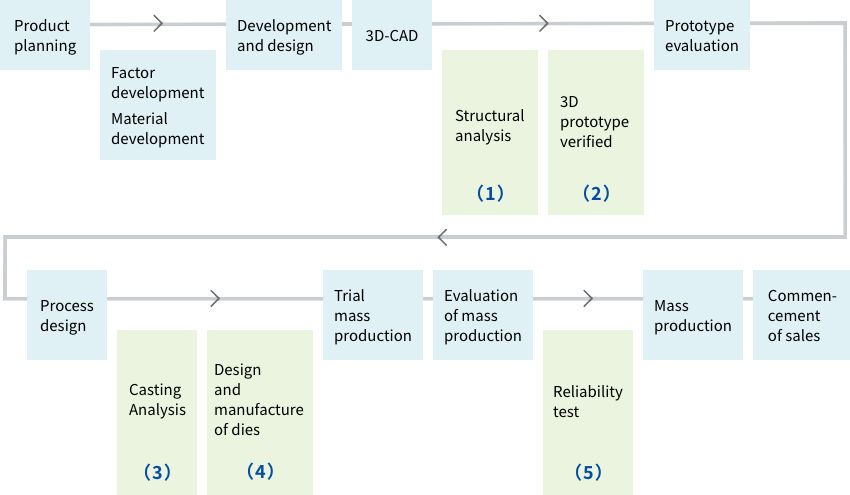 Product
planning
Factor
development
Material
development
Development
and design
3D-CAD
Structural
analysis
（1）
3D
prototype
verified
（2）
Prototype
evaluation
Process
design
Casting
Analysis
（3）
Design
and
manufacture
of dies
（4）
Trial
mass
production
Evaluation
of mass
production
Reliability
test
（5）
Mass
production
Commen-
cement
of sales